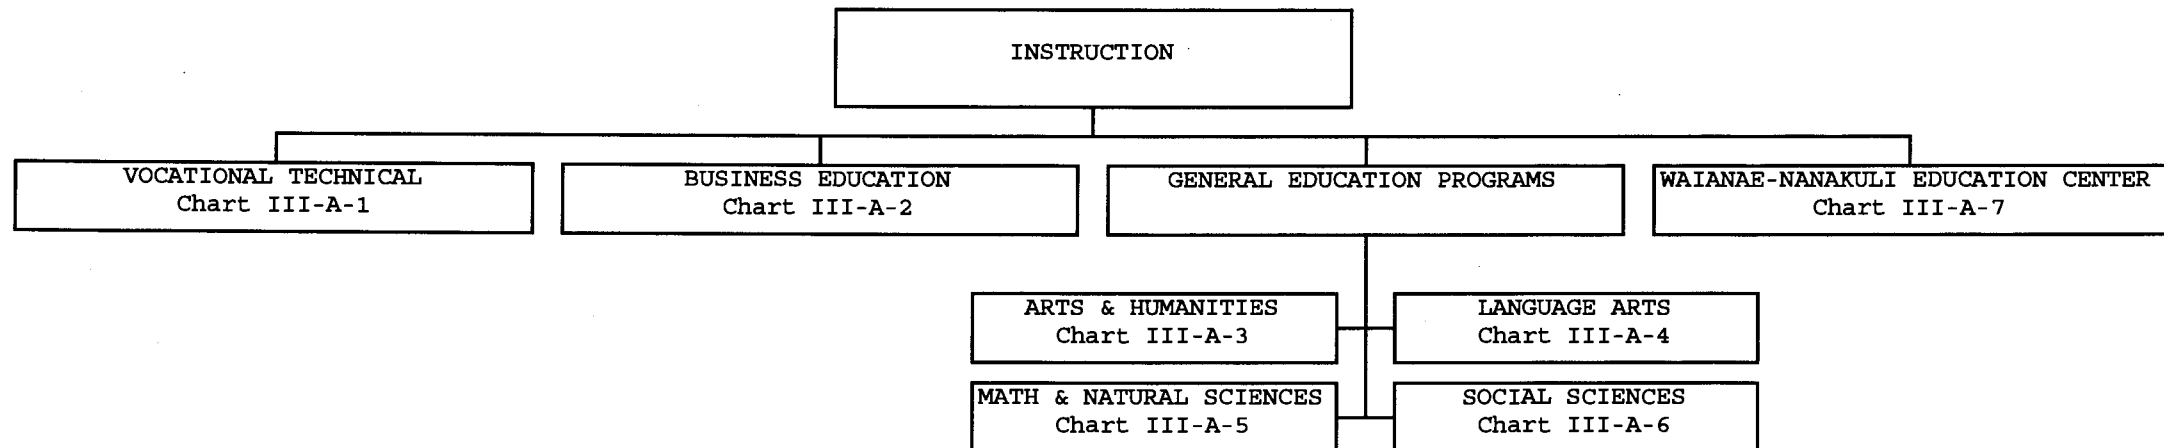 INSTRUCTION
VOCATIONAL TECHNICAL
Chart III-A-1
BUSINESS EDUCATION
Chart III-A-2
GENERAL EDUCATION PROGRAMS
WAIANAE-NANAKULI EDUCATION CENTER
Chart III-A-7
ARTS & HUMANITIES
Chart III-A-3
LANGUAGE ARTS
Chart III-A-4
MATH & NATURAL SCIENCES
Chart III-A-5
SOCIAL SCIENCES
Chart III-A-6